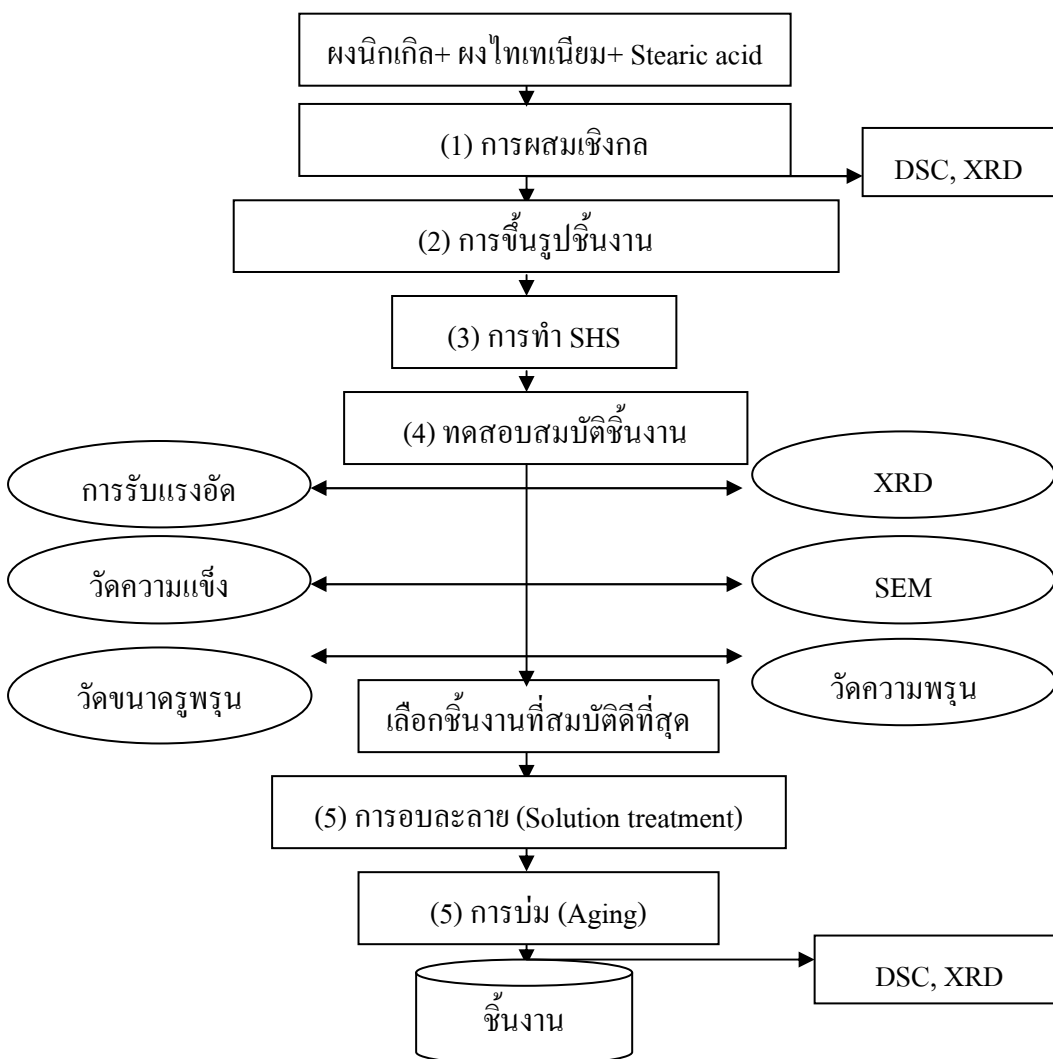 ผงนิกเกิล+ ผงไทเทเนียม+ Stearic acid
(1) การผสมเชิงกล
DSC, XRD
(2) การขึ้นรูปชิ้นงาน
(3) การทำ SHS
(4) ทดสอบสมบัติชิ้นงาน
การรับแรงอัด
XRD
วัดความแข็ง
SEM
วัดขนาดรูพรุน
วัดความพรุน
เลือกชิ้นงานที่สมบัติดีที่สุด
(5) การอบละลาย (Solution treatment)
(5) การบ่ม (Aging)
DSC, XRD
ชิ้นงาน